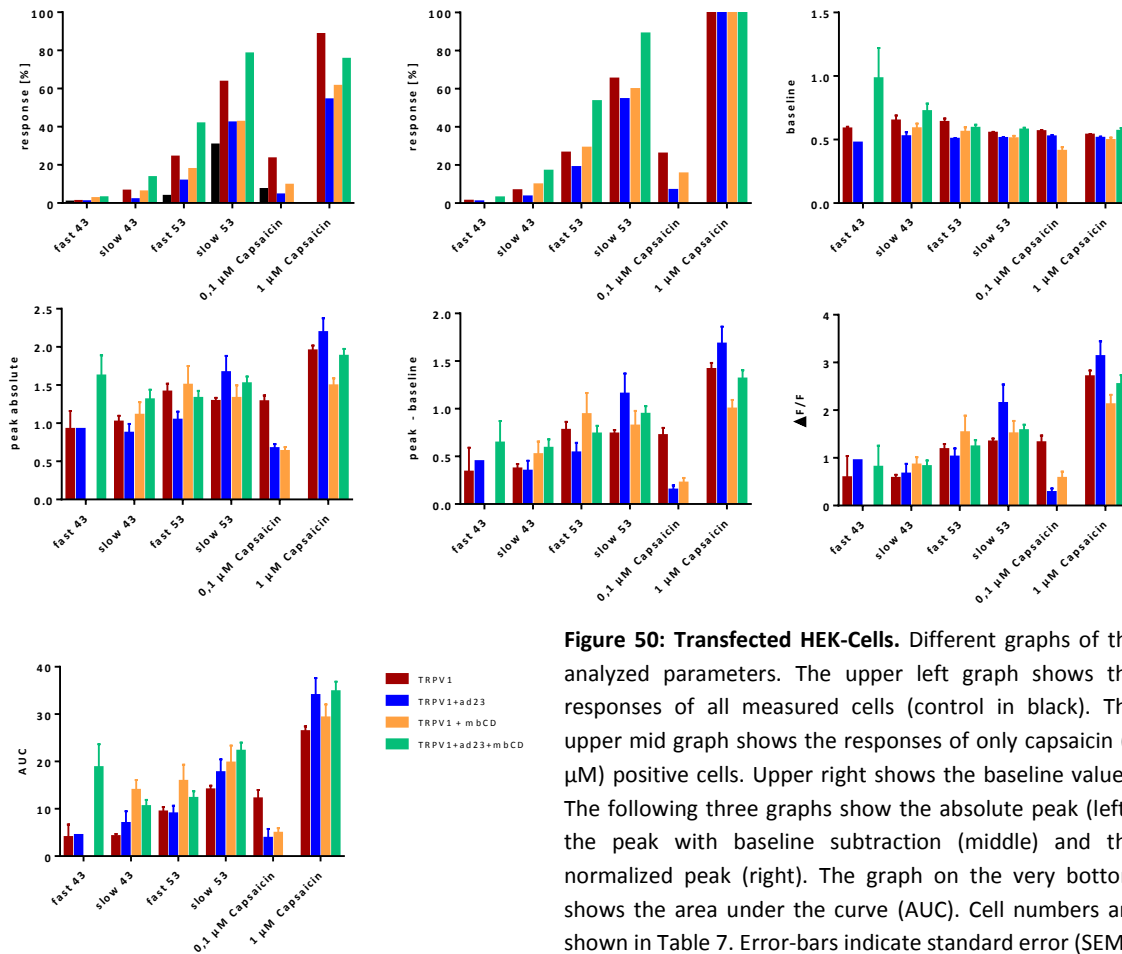 100
80
60
40
20
0
response [%]
fast 43
slow 43
fast 53
slow 53
0,1 µM Capsaicin
1 µM Capsaicin
100
80
60
40
20
0
response [%]
fast 43
slow 43
fast 53
slow 53
0,1 µM Capsaicin
1 µM Capsaicin
1.5
1.0
0.5
0.0
baseline
fast 43
slow 43
fast 53
slow 53
0,1 µM Capsaicin
1 µM Capsaicin
2.5
2.0
1.5
1.0
0.5
0.0
peak absolute
fast 43
slow 43
fast 53
slow 53
0,1 µM Capsaicin
1 µM Capsaicin
2.0
1.5
1.0
0.5
0.0
peak - baseline
fast 43
slow 43
fast 53
slow 53
0,1 µM Capsaicin
1 µM Capsaicin
4
3
2
1
0
▲F/F
fast 43
slow 43
fast 53
slow 53
0,1 µM Capsaicin
1 µM Capsaicin
40
30
20
10
0
AUC
fast 43
slow 43
fast 53
slow 53
0,1 µM Capsaicin
1 µM Capsaicin
TRPV1
TRPV1+ad23
TRPV1 + mbCD
TRPV1+ad23+mbCD
Figure 50: Transfected HEK-Cells. Different graphs of th
analyzed parameters. The upper left graph shows th
responses of all measured cells (control in black). Th
upper mid graph shows the responses of only capsaicin (
µM) positive cells. Upper right shows the baseline value
The following three graphs show the absolute peak (left
the peak with baseline subtraction (middle) and th
normalized peak (right). The graph on the very botton
shows the area under the curve (AUC). Cell numbers ar
shown in Table 7. Error-bars indicate standard error (SEM